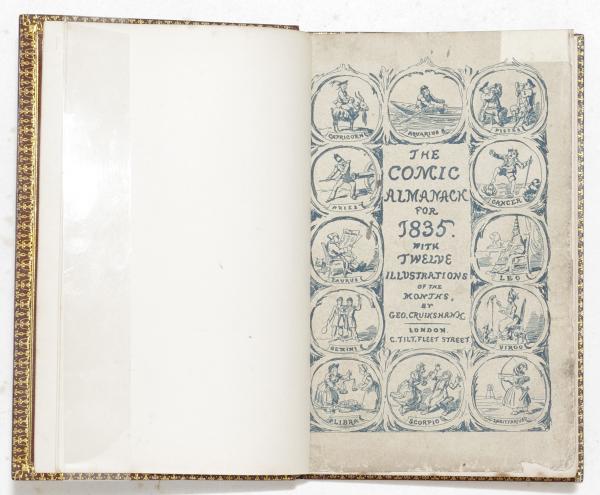 CAPRICORN
AQUARIUS
PISCES
THE
COMIC
ALMANACK
FOR
1835.
WITH
TWELVE
ILLUSTRATIONS
OF THE
MONTHS,
BY
GEO. CRUIKSHANK.
LONDON.
C. TILT, FLEET STREET.
ARIES
CANCER
TAURUS
LEO
GEMINI
VIRGO
LIBRA
SCORPIO
SAGITTARIUS